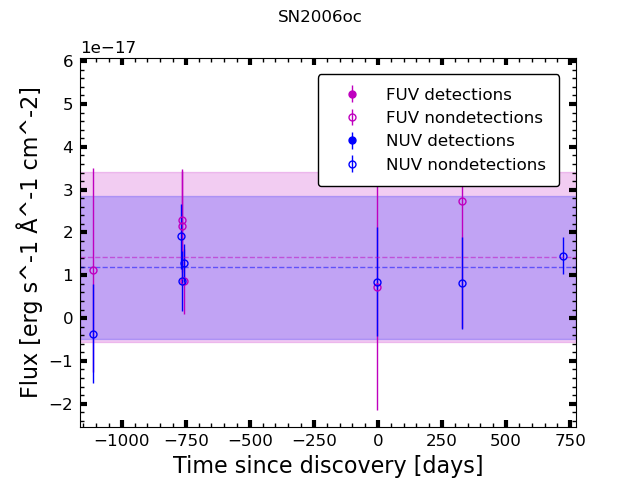 SN2006oc
1e−17
6
5
4
3
2
1
0
−1
−2
Flux [erg s^-1 Å^-1 cm^-2]
FUV detections
FUV nondetections
NUV detections
NUV nondetections
−1000 −750 −500 −250 0 250 500 750
Time since discovery [days]